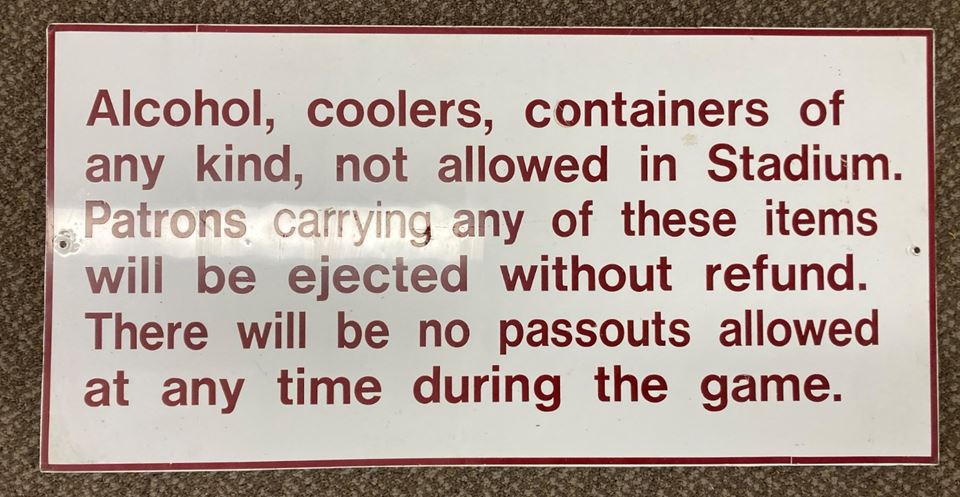 Alcohol, coolers, containers of
any kind, not allowed in Stadium.
Patrons carrying any of these items
will be ejected without refund.
There will be no passouts allowed
at any time during the game.